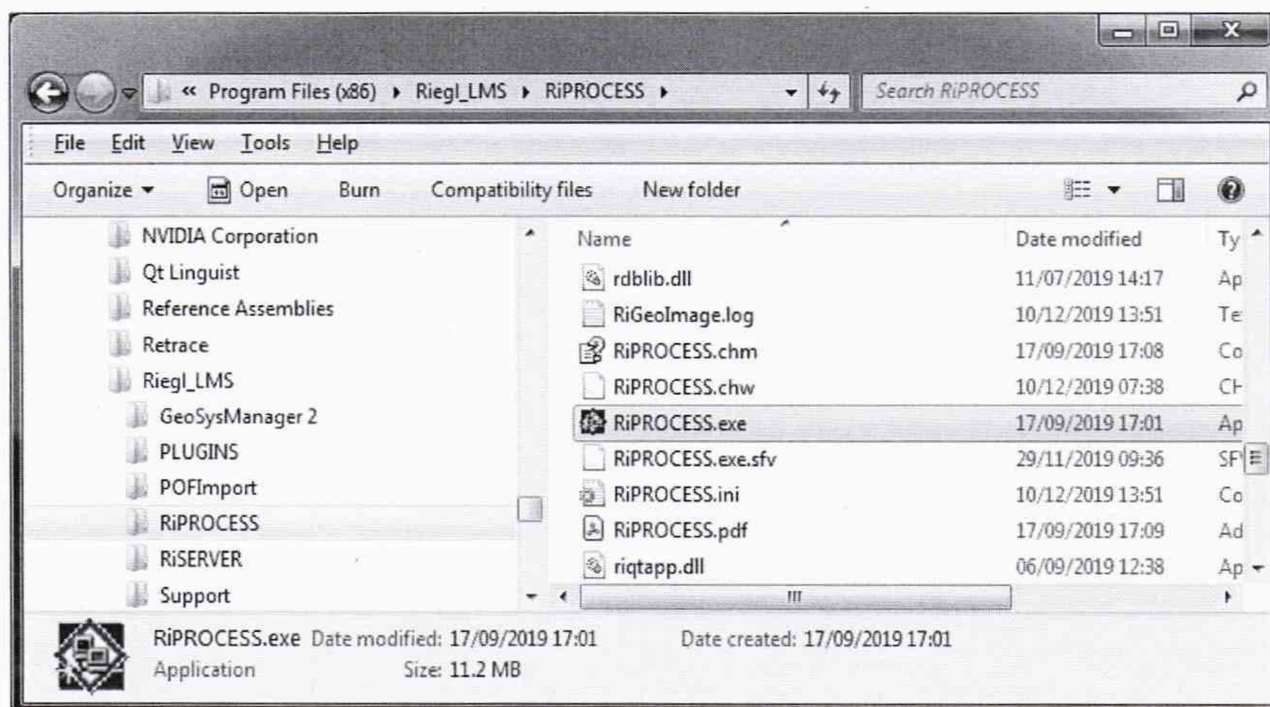 « Program Files (x86) ▸ Riegl_LMS ▸ RiPROCESS ▸ Search RiPROCESS
File Edit View Tools Help
Organize ▾ Open Burn Compatibility files New folder
NVIDIA Corporation
Qt Linguist
Reference Assemblies
Retrace
Riegl_LMS
GeoSysManager 2
PLUGINS
POFImport
RiPROCESS
RiSERVER
Support
Name Date modified Ty
rdblib.dll 11/07/2019 14:17 Ap
RiGeoImage.log 10/12/2019 13:51 Te
RiPROCESS.chm 17/09/2019 17:08 Co
RiPROCESS.chw 10/12/2019 07:38 CH
RiPROCESS.exe 17/09/2019 17:01 Ap
RiPROCESS.exe.sfv 29/11/2019 09:36 SF
RiPROCESS.ini 10/12/2019 13:51 Co
RiPROCESS.pdf 17/09/2019 17:09 Ad
riqtapp.dll 06/09/2019 12:38 Ap
RiPROCESS.exe Date modified: 17/09/2019 17:01 Date created: 17/09/2019 17:01
Application Size: 11.2 MB